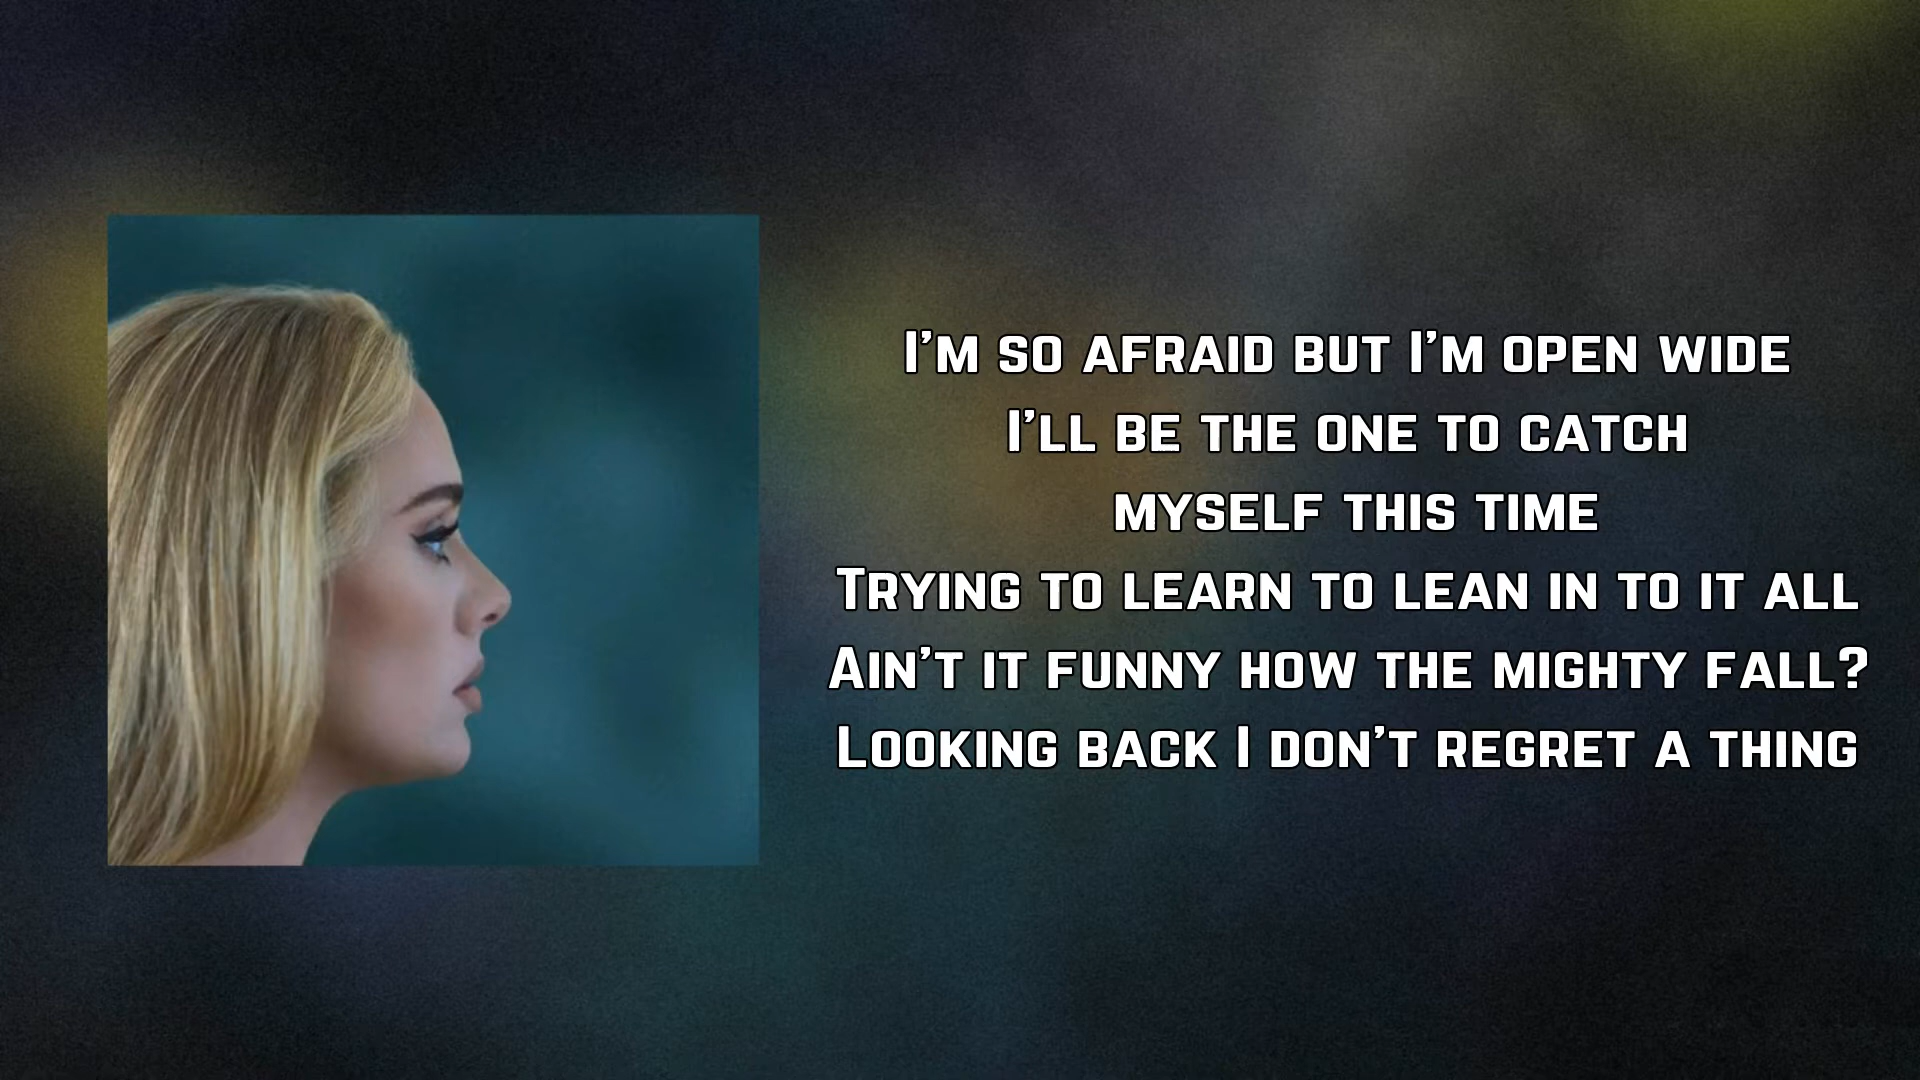 I'm so afraid but I'm open wide
I'll be the one to catch
myself this time
Trying to learn to lean in to it all
Ain't it funny how the mighty fall?
Looking back I don't regret a thing